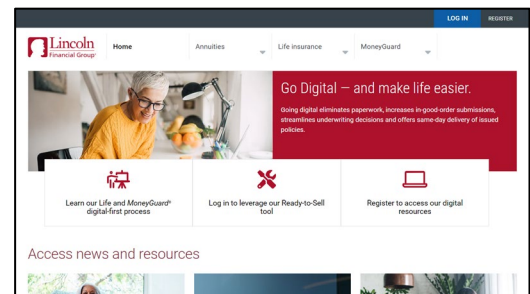 LOG IN
REGISTER
Lincoln
Financial Group®
Home
Annuities
Life insurance
MoneyGuard
Go Digital — and make life easier.
Going digital eliminates paperwork, increases in-good-order submissions,
streamlines underwriting decisions and offers same-day delivery of issued
policies.
Learn our Life and MoneyGuard®
digital-first process
Log in to leverage our Ready-to-Sell
tool
Register to access our digital
resources
Access news and resources